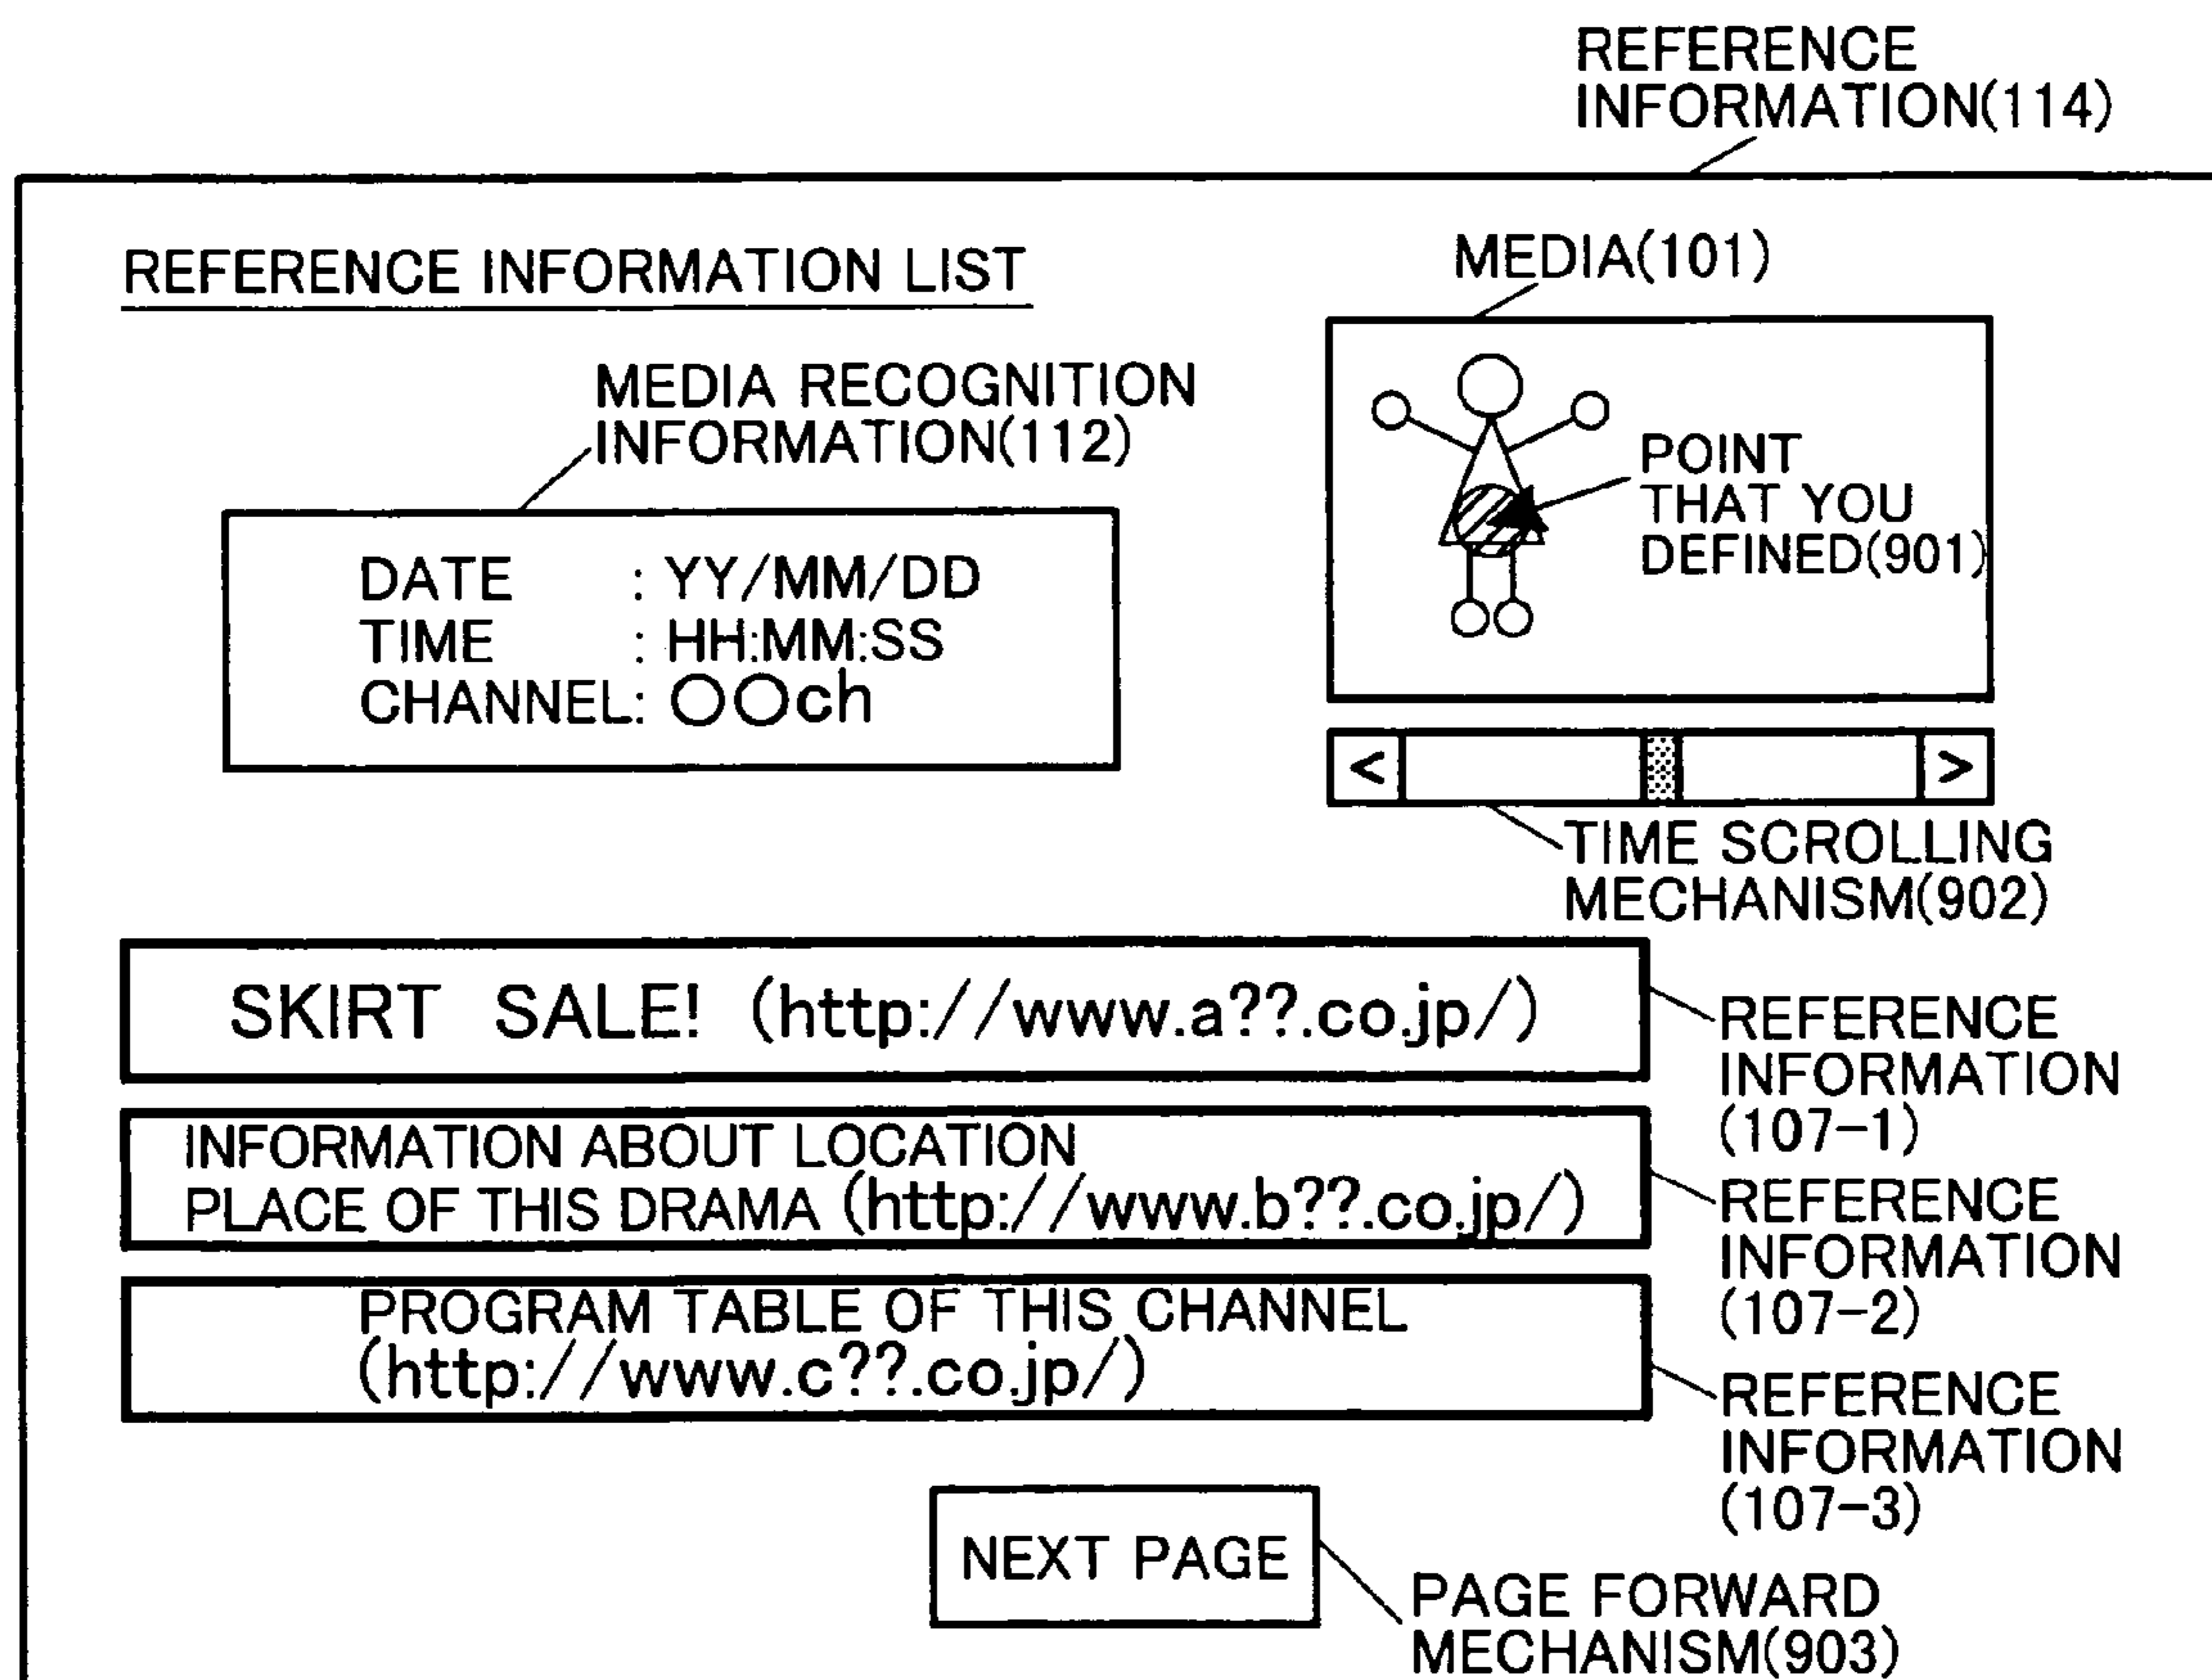 REFERENCE
INFORMATION(114)
REFERENCE INFORMATION LIST
MEDIA(101)
MEDIA RECOGNITION
INFORMATION(112)
DATE : YY/MM/DD
TIME : HH:MM:SS
CHANNEL: ○○ch
POINT
THAT YOU
DEFINED(901)
< >
TIME SCROLLING
MECHANISM(902)
SKIRT SALE! (http://www.a??.co.jp/)
REFERENCE
INFORMATION
(107-1)
INFORMATION ABOUT LOCATION
PLACE OF THIS DRAMA (http://www.b??.co.jp/)
REFERENCE
INFORMATION
(107-2)
PROGRAM TABLE OF THIS CHANNEL
(http://www.c??.co.jp/)
REFERENCE
INFORMATION
(107-3)
NEXT PAGE
PAGE FORWARD
MECHANISM(903)